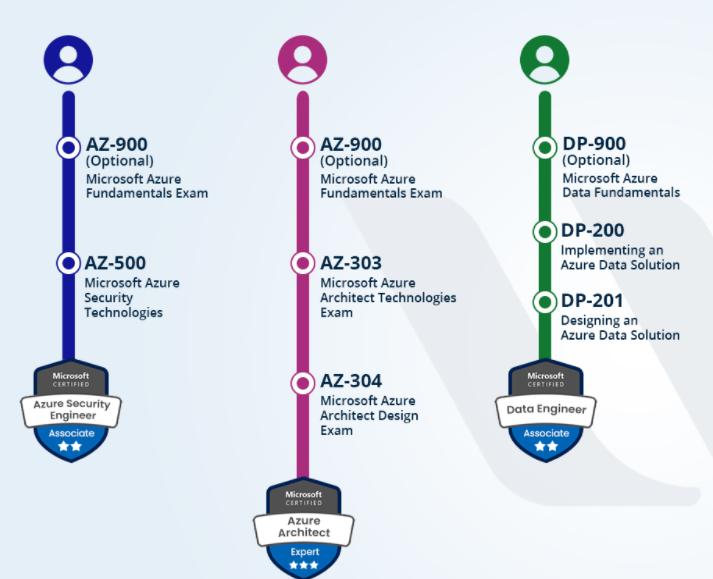 AZ-900
(Optional)
Microsoft Azure
Fundamentals Exam
AZ-500
Microsoft Azure
Security
Technologies
Microsoft
CERTIFIED
Azure Security
Engineer
Associate
AZ-900
(Optional)
Microsoft Azure
Fundamentals Exam
AZ-303
Microsoft Azure
Architect Technologies
Exam
AZ-304
Microsoft Azure
Architect Design
Exam
Microsoft
CERTIFIED
Azure
Architect
Expert
DP-900
(Optional)
Microsoft Azure
Data Fundamentals
DP-200
Implementing an
Azure Data Solution
DP-201
Designing an
Azure Data Solution
Microsoft
CERTIFIED
Data Engineer
Associate